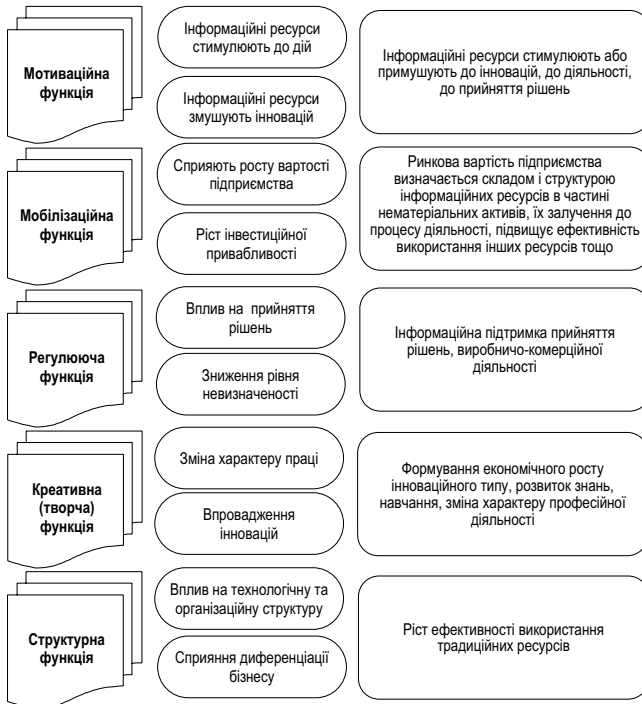 Мотиваційна
функція
Інформаційні ресурси
стимулюють до дій
Інформаційні ресурси
змушують інновацій
Інформаційні ресурси стимулюють або
примушують до інновацій, до діяльності,
до прийняття рішень
Мобілізаційна
функція
Сприяють росту вартості
підприємства
Ріст інвестиційної
привабливості
Ринкова вартість підприємства
визначається складом і структурою
інформаційних ресурсів в частині
нематеріальних активів, їх залучення до
процесу діяльності, підвищує ефективність
використання інших ресурсів тощо
Регулююча
функція
Вплив на прийняття
рішень
Зниження рівня
невизначеності
Інформаційна підтримка прийняття
рішень, виробничо-комерційної
діяльності
Креативна
(творча)
функція
Зміна характеру праці
Впровадження
інновацій
Формування економічного росту
інноваційного типу, розвиток знань,
навчання, зміна характеру професійної
діяльності
Структурна
функція
Вплив на технологічну та
організаційну структуру
Сприяння диференціації
бізнесу
Ріст ефективності використання
традиційних ресурсів